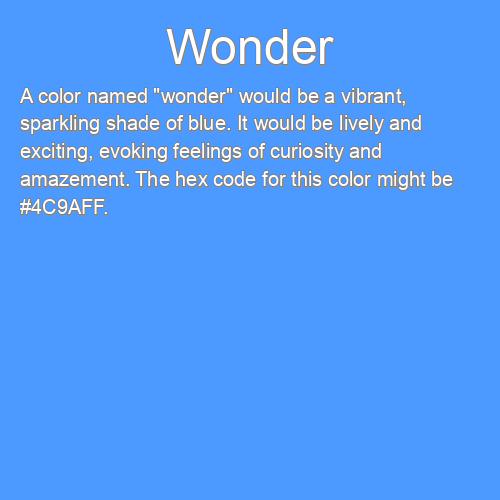 Wonder
A color named "wonder" would be a vibrant,
sparkling shade of blue. It would be lively and
exciting, evoking feelings of curiosity and
amazement. The hex code for this color might be
#4C9AFF.